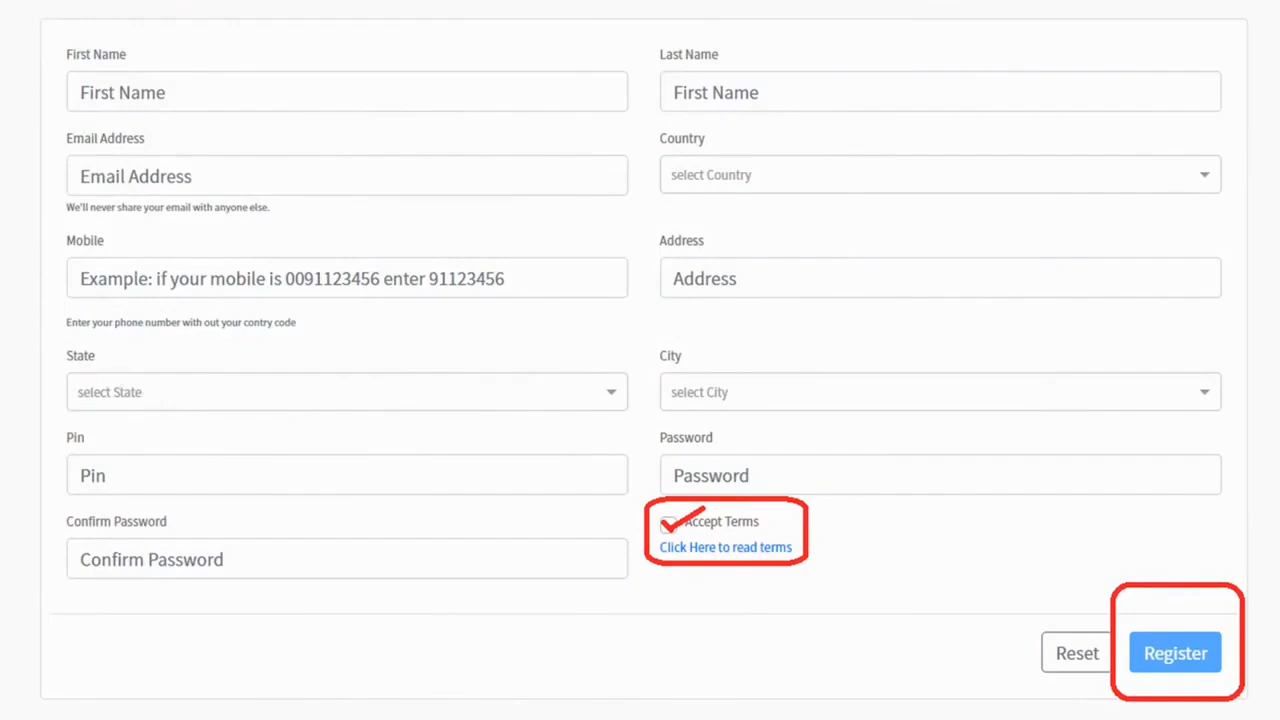 First Name
Last Name
First Name
First Name
Email Address
Country
Email Address
select Country
We'll never share your email with anyone else.
Mobile
Address
Example: if your mobile is 0091123456 enter 91123456
Address
Enter your phone number with out your contry code
State
City
select State
select City
Pin
Password
Pin
Password
Confirm Password
Accept Terms
Click Here to read terms
Confirm Password
Reset
Register